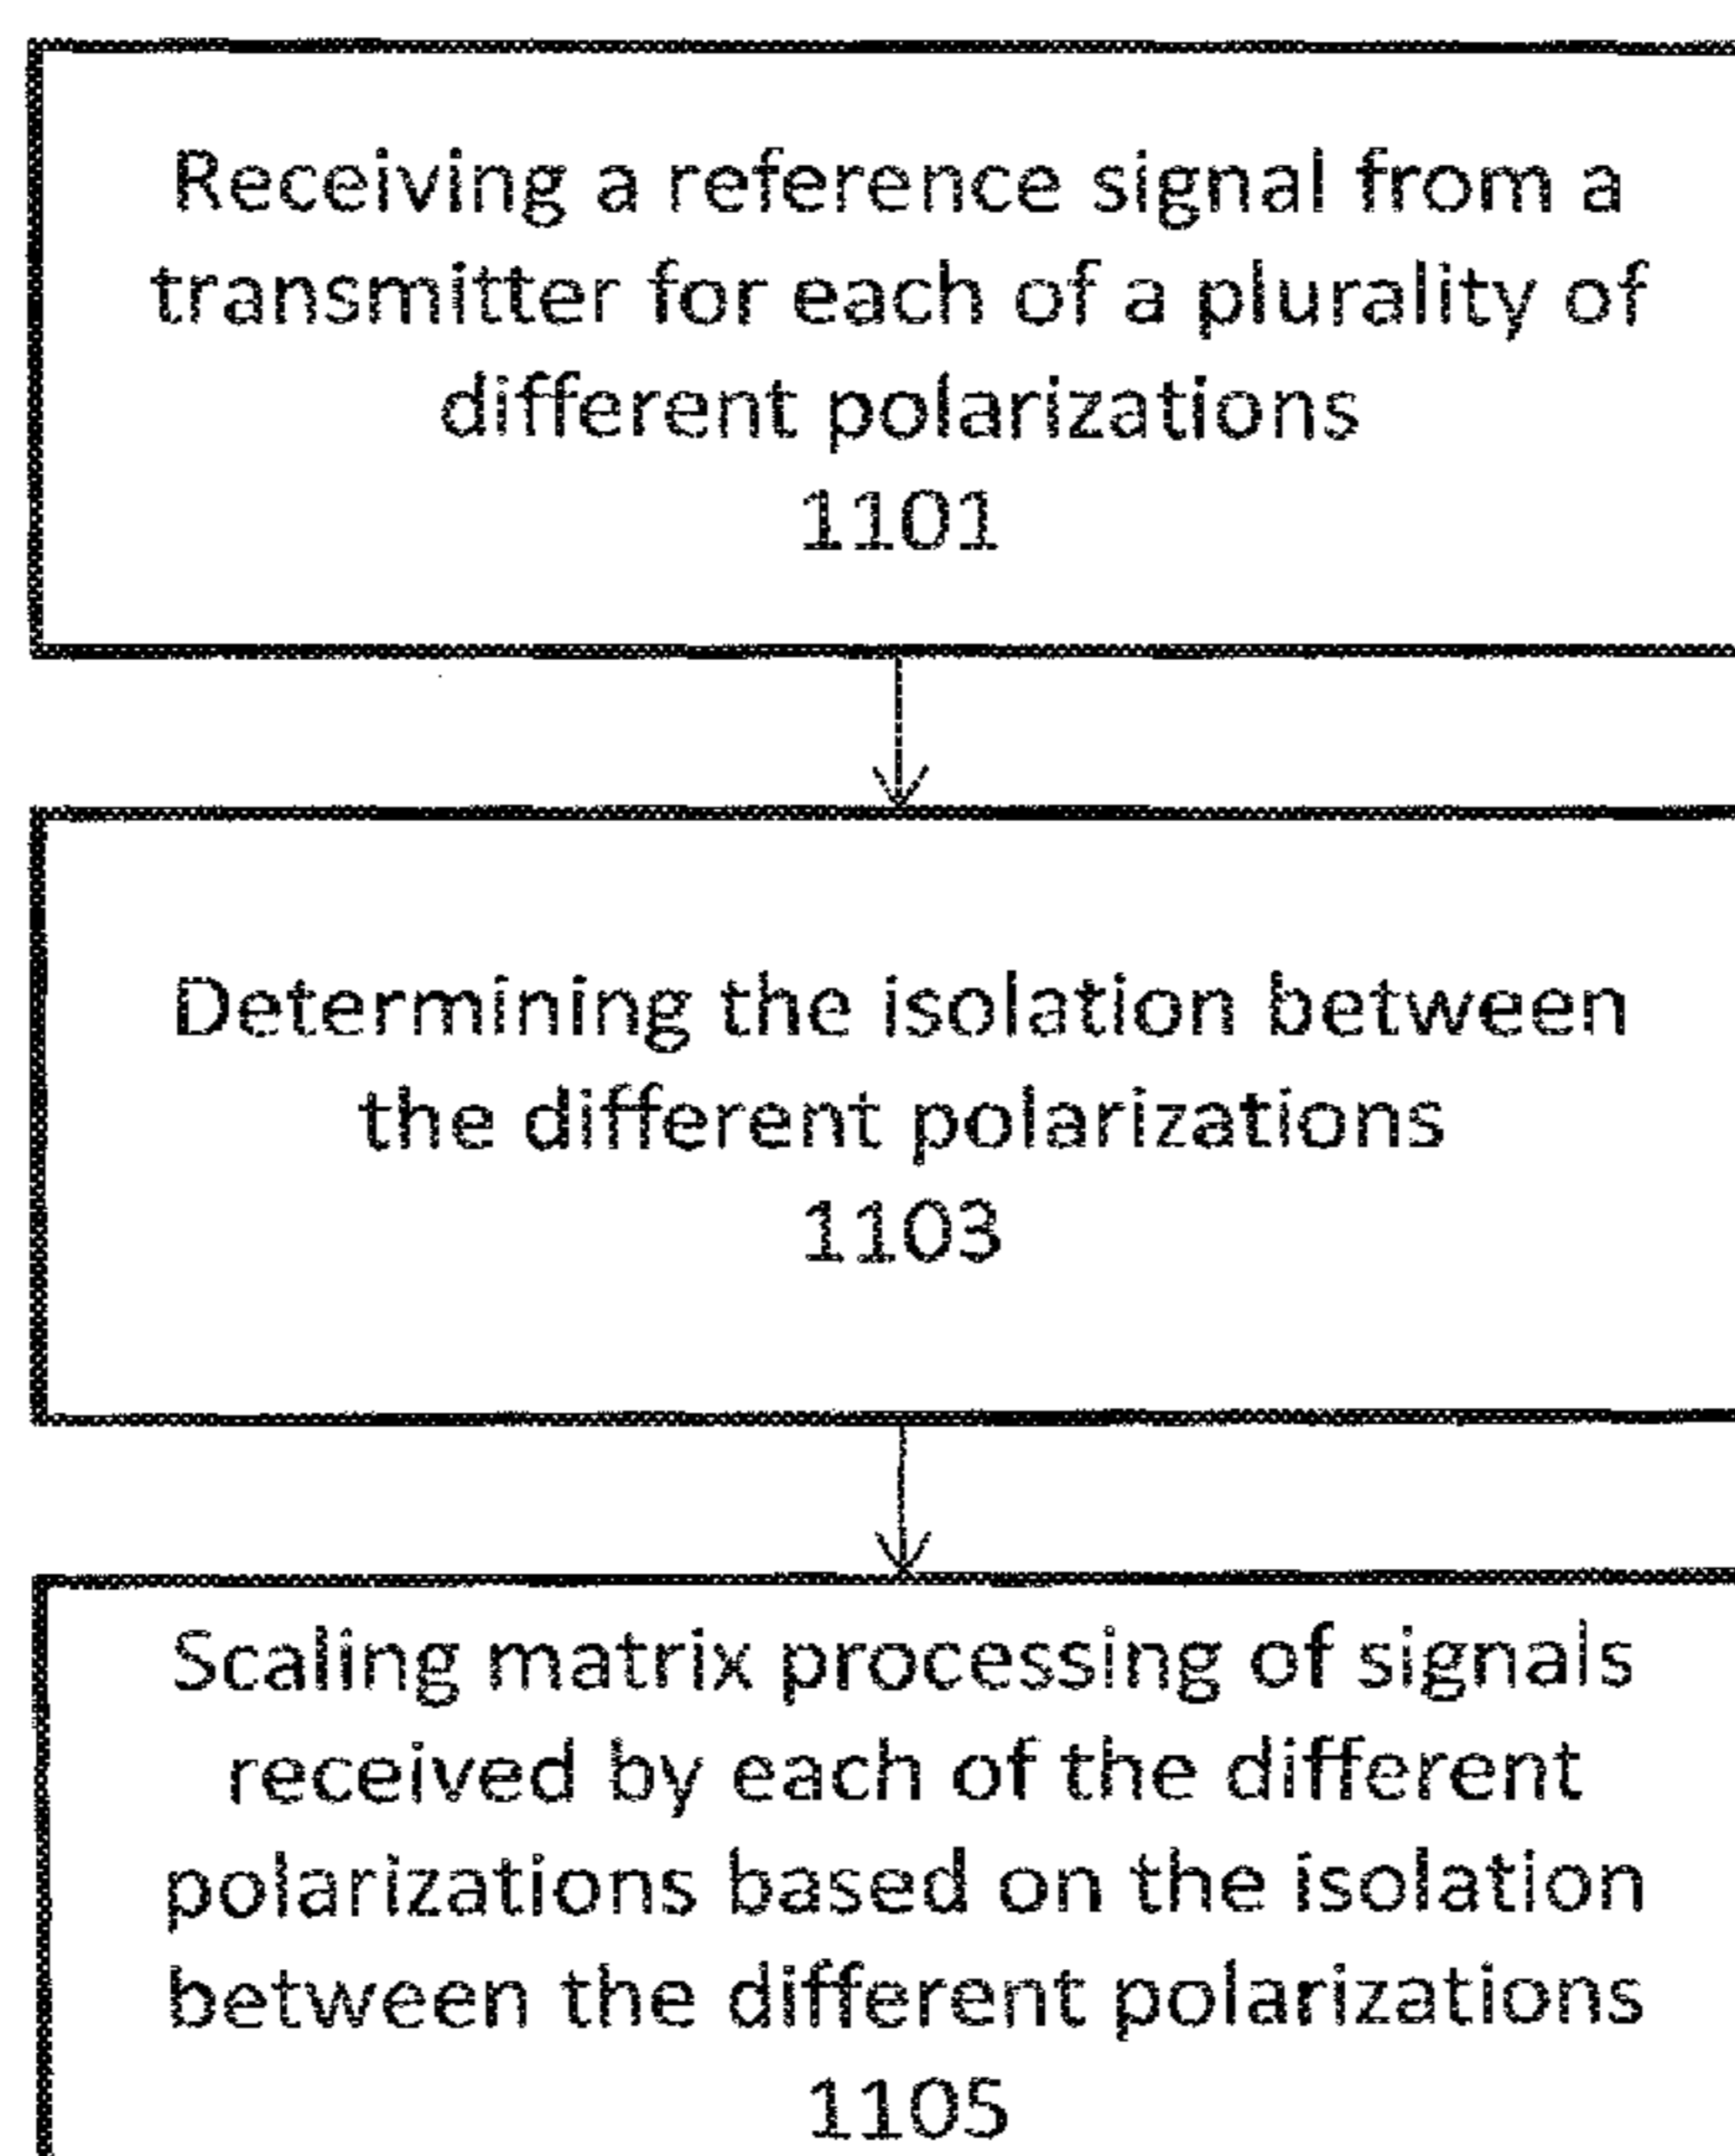 Receiving a reference signal from a
transmitter for each of a plurality of
different polarizations
1101
Determining the isolation between
the different polarizations
1103
Scaling matrix processing of signals
received by each of the different
polarizations based on the isolation
between the different polarizations
1105